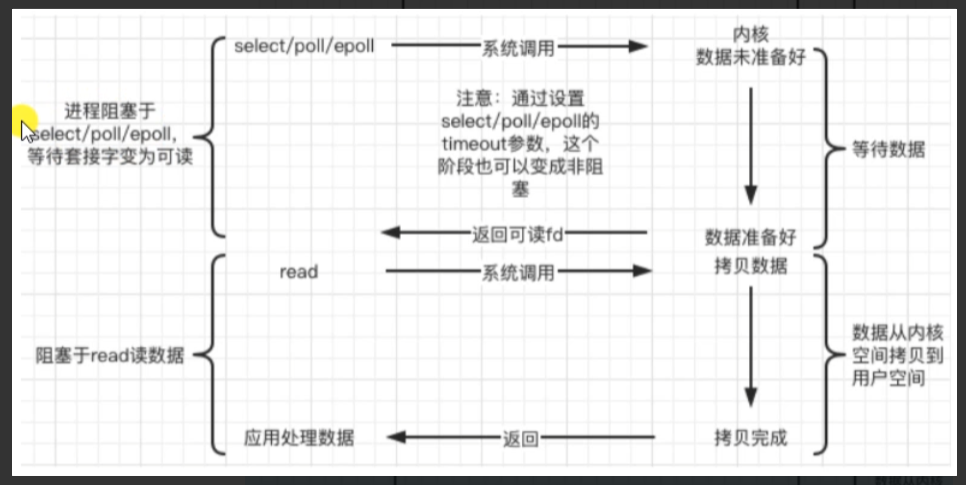 select/poll/epoll
系统调用
内核
数据未准备好
进程阻塞于
select/poll/epoll，
等待套接字变为可读
注意：通过设置
select/poll/epoll的
timeout参数，这个
阶段也可以变成非阻
塞
等待数据
返回可读fd
数据准备好
read
系统调用
拷贝数据
阻塞于read读数据
数据从内核
空间拷贝到
用户空间
应用处理数据
返回
拷贝完成